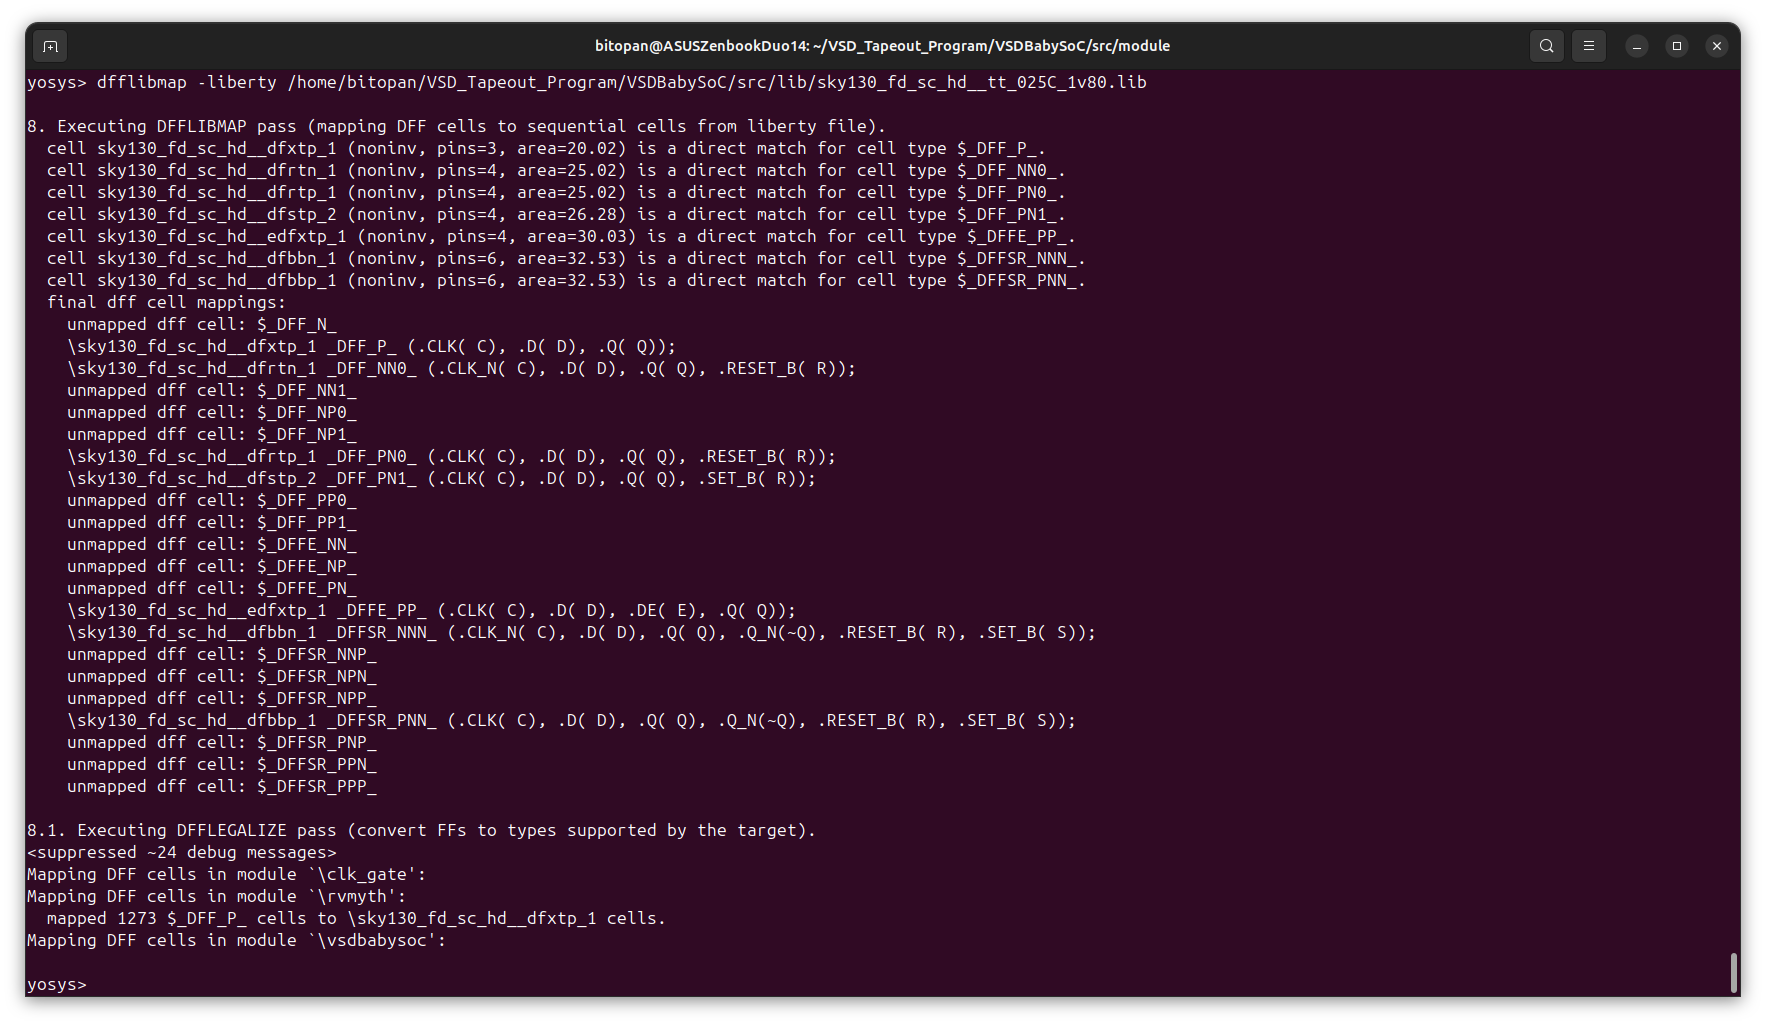 bitopan@ASUSZenbookDuo14: ~/VSD_Tapeout_Program/VSDBabySoC/src/module
yosys> dfflibmap -liberty /home/bitopan/VSD_Tapeout_Program/VSDBabySoC/src/lib/sky130_fd_sc_hd__tt_025C_1v80.lib
8. Executing DFFLIBMAP pass (mapping DFF cells to sequential cells from liberty file).
cell sky130_fd_sc_hd__dfxtp_1 (noninv, pins=3, area=20.02) is a direct match for cell type $_DFF_P_.
cell sky130_fd_sc_hd__dfrtn_1 (noninv, pins=4, area=25.02) is a direct match for cell type $_DFF_NN0_.
cell sky130_fd_sc_hd__dfrtp_1 (noninv, pins=4, area=25.02) is a direct match for cell type $_DFF_PN0_.
cell sky130_fd_sc_hd__dfstp_2 (noninv, pins=4, area=26.28) is a direct match for cell type $_DFF_PN1_.
cell sky130_fd_sc_hd__edfxtp_1 (noninv, pins=4, area=30.03) is a direct match for cell type $_DFFE_PP_.
cell sky130_fd_sc_hd__dfbbn_1 (noninv, pins=6, area=32.53) is a direct match for cell type $_DFFSR_NNN_.
cell sky130_fd_sc_hd__dfbbp_1 (noninv, pins=6, area=32.53) is a direct match for cell type $_DFFSR_PNN_.
final dff cell mappings:
unmapped dff cell: $_DFF_N_
\sky130_fd_sc_hd__dfxtp_1 _DFF_P_ (.CLK( C), .D( D), .Q( Q));
\sky130_fd_sc_hd__dfrtn_1 _DFF_NN0_ (.CLK_N( C), .D( D), .Q( Q), .RESET_B( R));
unmapped dff cell: $_DFF_NN1_
unmapped dff cell: $_DFF_NP0_
unmapped dff cell: $_DFF_NP1_
\sky130_fd_sc_hd__dfrtp_1 _DFF_PN0_ (.CLK( C), .D( D), .Q( Q), .RESET_B( R));
\sky130_fd_sc_hd__dfstp_2 _DFF_PN1_ (.CLK( C), .D( D), .Q( Q), .SET_B( R));
unmapped dff cell: $_DFF_PP0_
unmapped dff cell: $_DFF_PP1_
unmapped dff cell: $_DFFE_NN_
unmapped dff cell: $_DFFE_NP_
unmapped dff cell: $_DFFE_PN_
\sky130_fd_sc_hd__edfxtp_1 _DFFE_PP_ (.CLK( C), .D( D), .DE( E), .Q( Q));
\sky130_fd_sc_hd__dfbbn_1 _DFFSR_NNN_ (.CLK_N( C), .D( D), .Q( Q), .Q_N(~Q), .RESET_B( R), .SET_B( S));
unmapped dff cell: $_DFFSR_NNP_
unmapped dff cell: $_DFFSR_NPN_
unmapped dff cell: $_DFFSR_NPP_
\sky130_fd_sc_hd__dfbbp_1 _DFFSR_PNN_ (.CLK( C), .D( D), .Q( Q), .Q_N(~Q), .RESET_B( R), .SET_B( S));
unmapped dff cell: $_DFFSR_PNP_
unmapped dff cell: $_DFFSR_PPN_
unmapped dff cell: $_DFFSR_PPP_
8.1. Executing DFFLEGALIZE pass (convert FFs to types supported by the target).
<suppressed ~24 debug messages>
Mapping DFF cells in module `\clk_gate':
Mapping DFF cells in module `\rvmyth':
mapped 1273 $_DFF_P_ cells to \sky130_fd_sc_hd__dfxtp_1 cells.
Mapping DFF cells in module `\vsdbabysoc':
yosys>